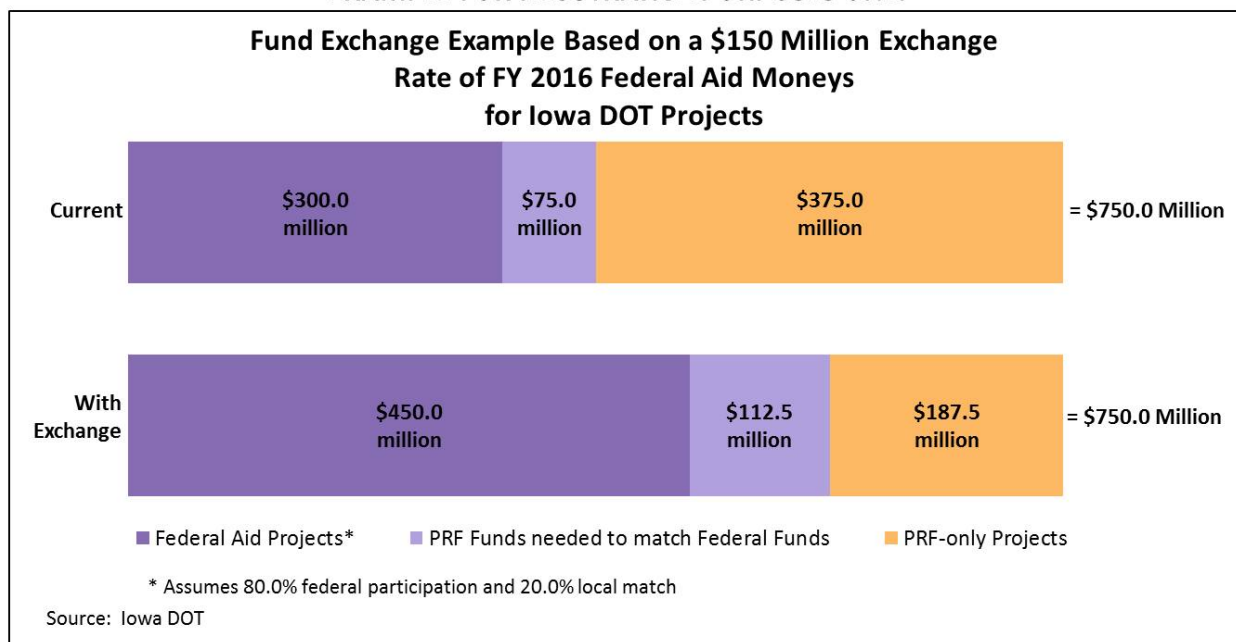 Fund Exchange Example Based on a $150 Million Exchange
Rate of FY 2016 Federal Aid Moneys
for Iowa DOT Projects
Current
$300.0
million
$75.0
million
$375.0
million
= $750.0 Million
With
Exchange
$450.0
million
$112.5
million
$187.5
million
= $750.0 Million
Federal Aid Projects*
PRF Funds needed to match Federal Funds
PRF-only Projects
* Assumes 80.0% federal participation and 20.0% local match
Source: Iowa DOT